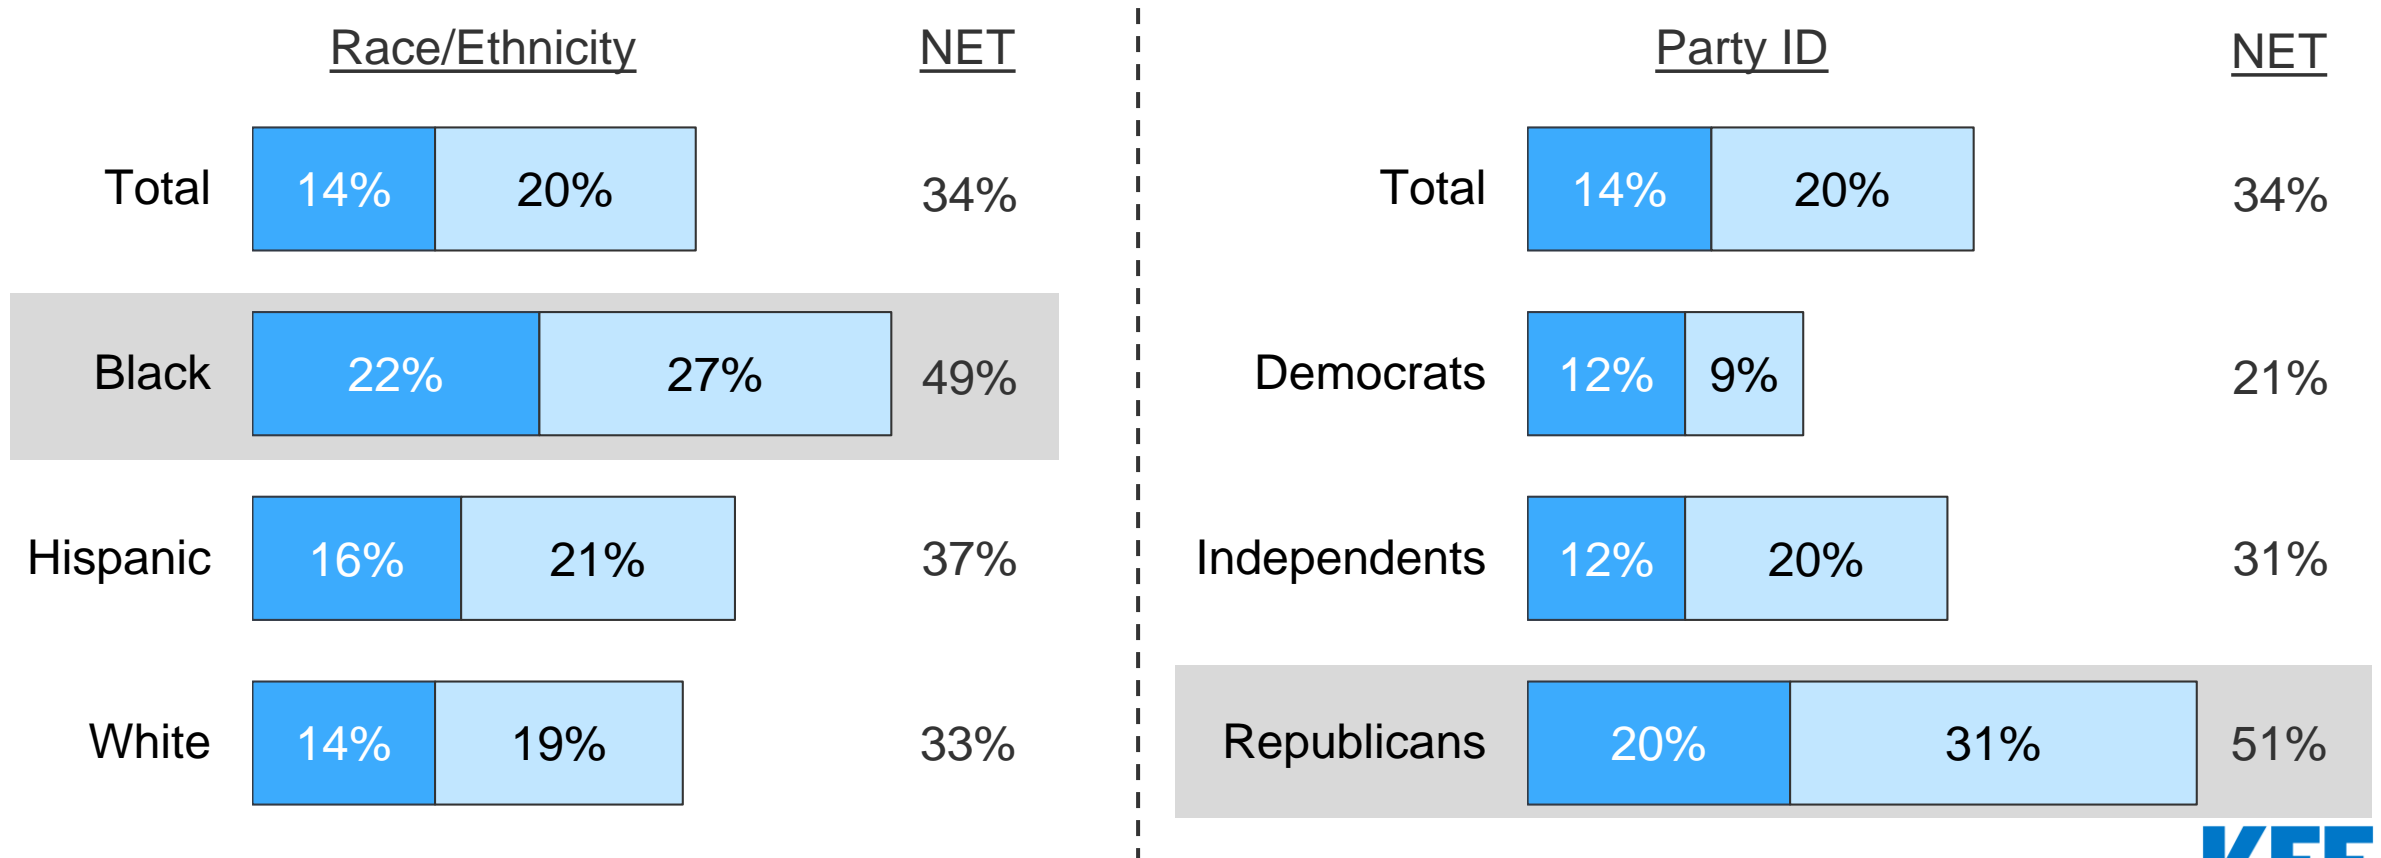 Race/Ethnicity NET
Total 14% 20% 34%
Black 22% 27% 49%
Hispanic 16% 21% 37%
White 14% 19% 33%
Party ID NET
Total 14% 20% 34%
Democrats 12% 9% 21%
Independents 12% 20% 31%
Republicans 20% 31% 51%